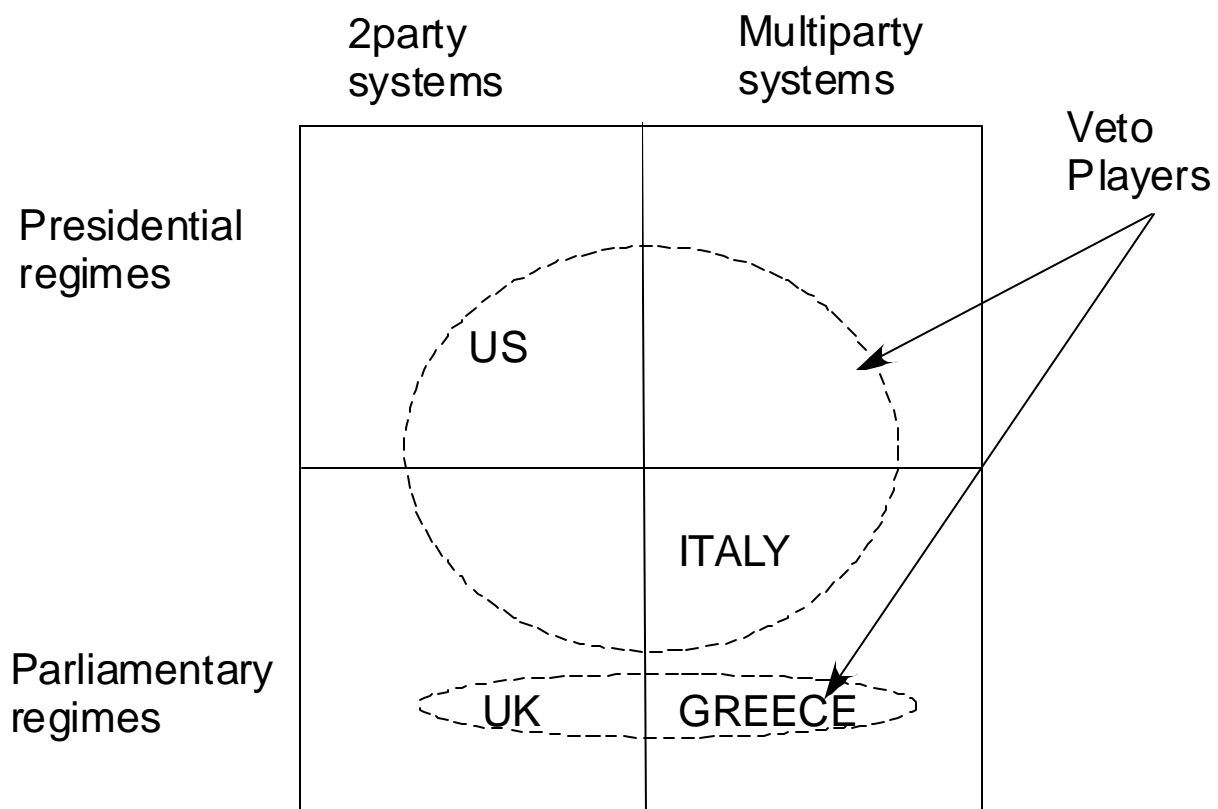 2party
systems
Multiparty
systems
Veto
Players
Presidential
regimes
US
ITALY
Parliamentary
regimes
UK
GREECE